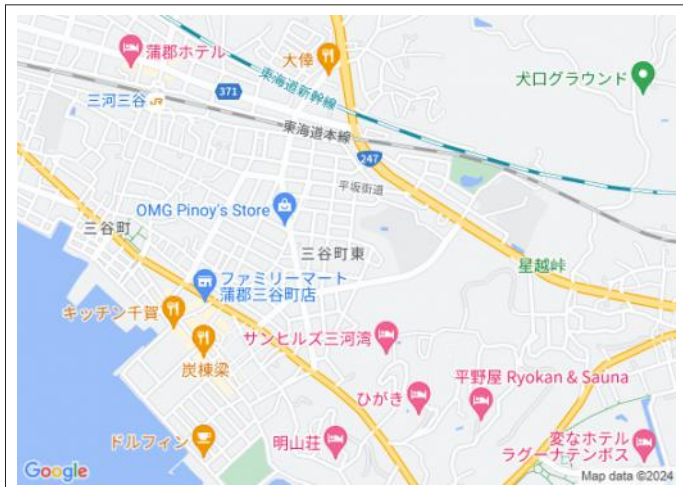 蒲郡ホテル
大倖
犬口グラウンド
371
東海道新幹線
三河三谷
JR
東海道本線
247
平坂街道
OMG Pinoy's Store
三谷町
三谷町東
星越峠
ファミリーマート
蒲郡三谷町店
キッチン千賀
サンヒルズ三河湾
炭棟梁
平野屋 Ryokan & Sauna
ひがき
ドルフィン
明山荘
変なホテル
ラグーナテンボス
Google
Map data ©2024